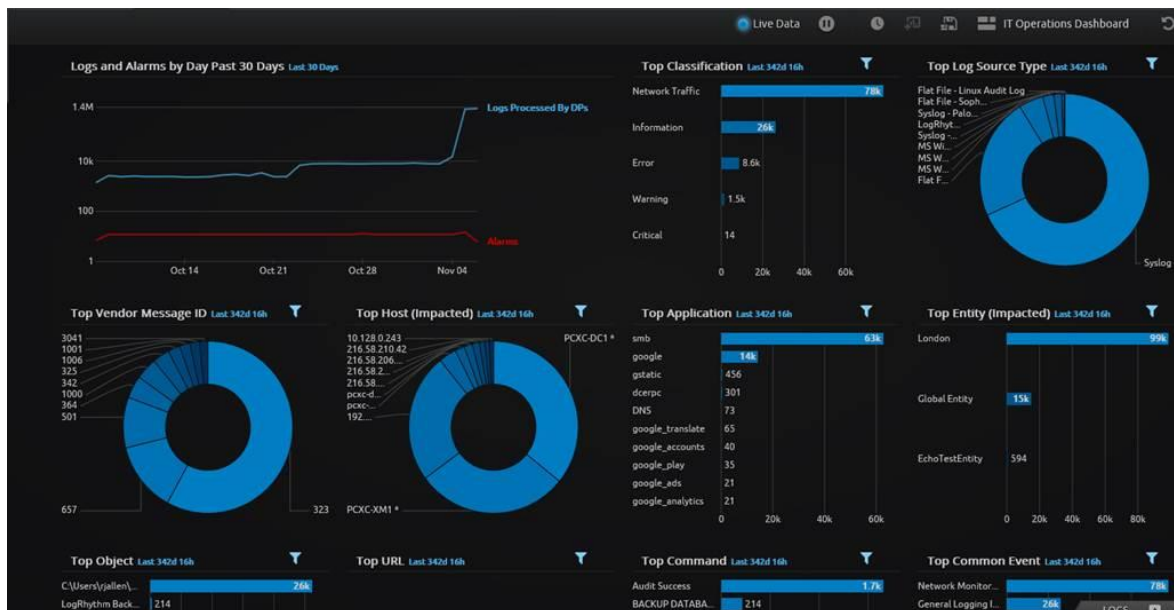 Live Data
IT Operations Dashboard
Logs and Alarms by Day Past 30 Days Last 30 Days
1.4M
10k
100
1
Logs Processed By DPs
Alarms
Oct 14
Oct 21
Oct 28
Nov 04
Top Classification Last 342d 16h
Network Traffic
78k
Information
26k
Error
8.6k
Warning
1.5k
Critical
14
0
20k
40k
60k
Top Log Source Type Last 342d 16h
Flat File - Linux Audit Log
Flat File - Soph...
Syslog - Palo...
LogRhyt...
Syslog -...
MS Wi...
MS W...
MS W...
Flat F...
Syslog
Top Vendor Message ID Last 342d 16h
3041
1001
1006
325
342
1000
364
501
657
323
Top Host (Impacted) Last 342d 16h
10.128.0.243
216.58.210.42
216.58.206....
216.58.2...
216.58....
pcxc-d...
pcxc-...
192....
PCXC-DC1 *
PCXC-XM1 *
Top Application Last 342d 16h
smb
63k
google
14k
gstatic
456
dcerpc
301
DNS
73
google_translate
65
google_accounts
40
google_play
35
google_ads
21
google_analytics
21
0
20k
40k
60k
Top Entity (Impacted) Last 342d 16h
London
99k
Global Entity
15k
EchoTestEntity
594
0
20k
40k
60k
80k
Top Object Last 342d 16h
C:\Users\rjallen\...
26k
LogRhythm Back...
214
Top URL Last 342d 16h
Top Command Last 342d 16h
Audit Success
1.7k
BACKUP DATABA...
214
Top Common Event Last 342d 16h
Network Monitor...
78k
General Logging I...
26k
LOGS